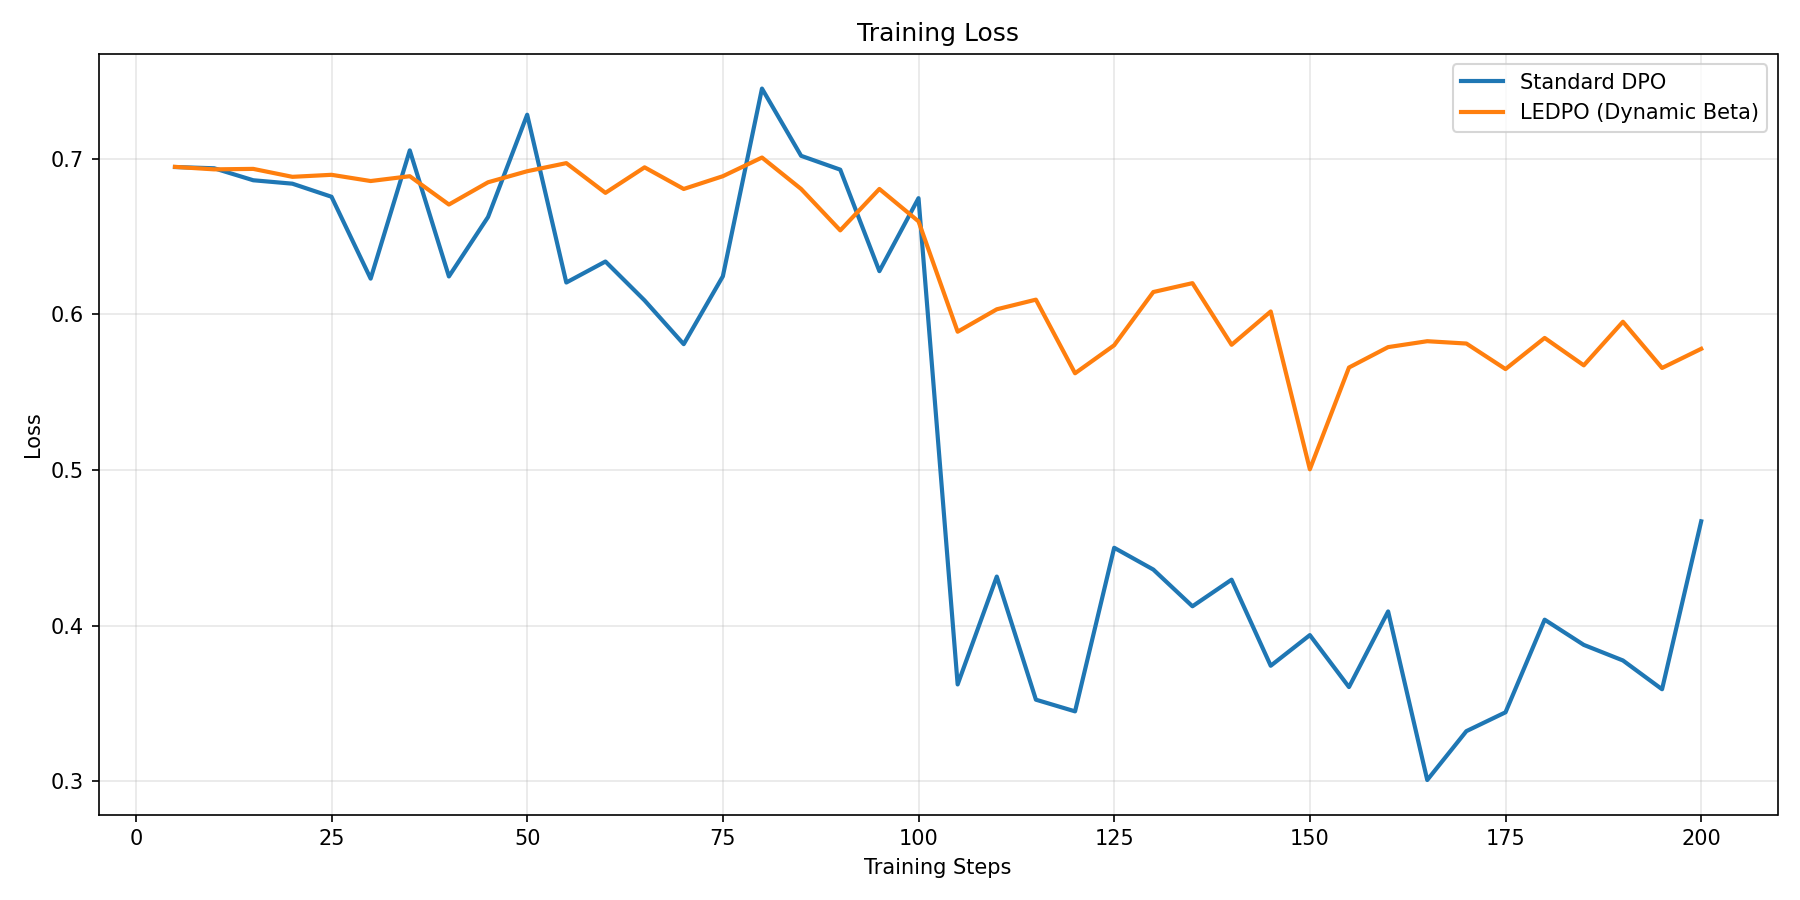 Training Loss
Standard DPO
LEDPO (Dynamic Beta)
Loss
0.7
0.6
0.5
0.4
0.3
0 25 50 75 100 125 150 175 200
Training Steps